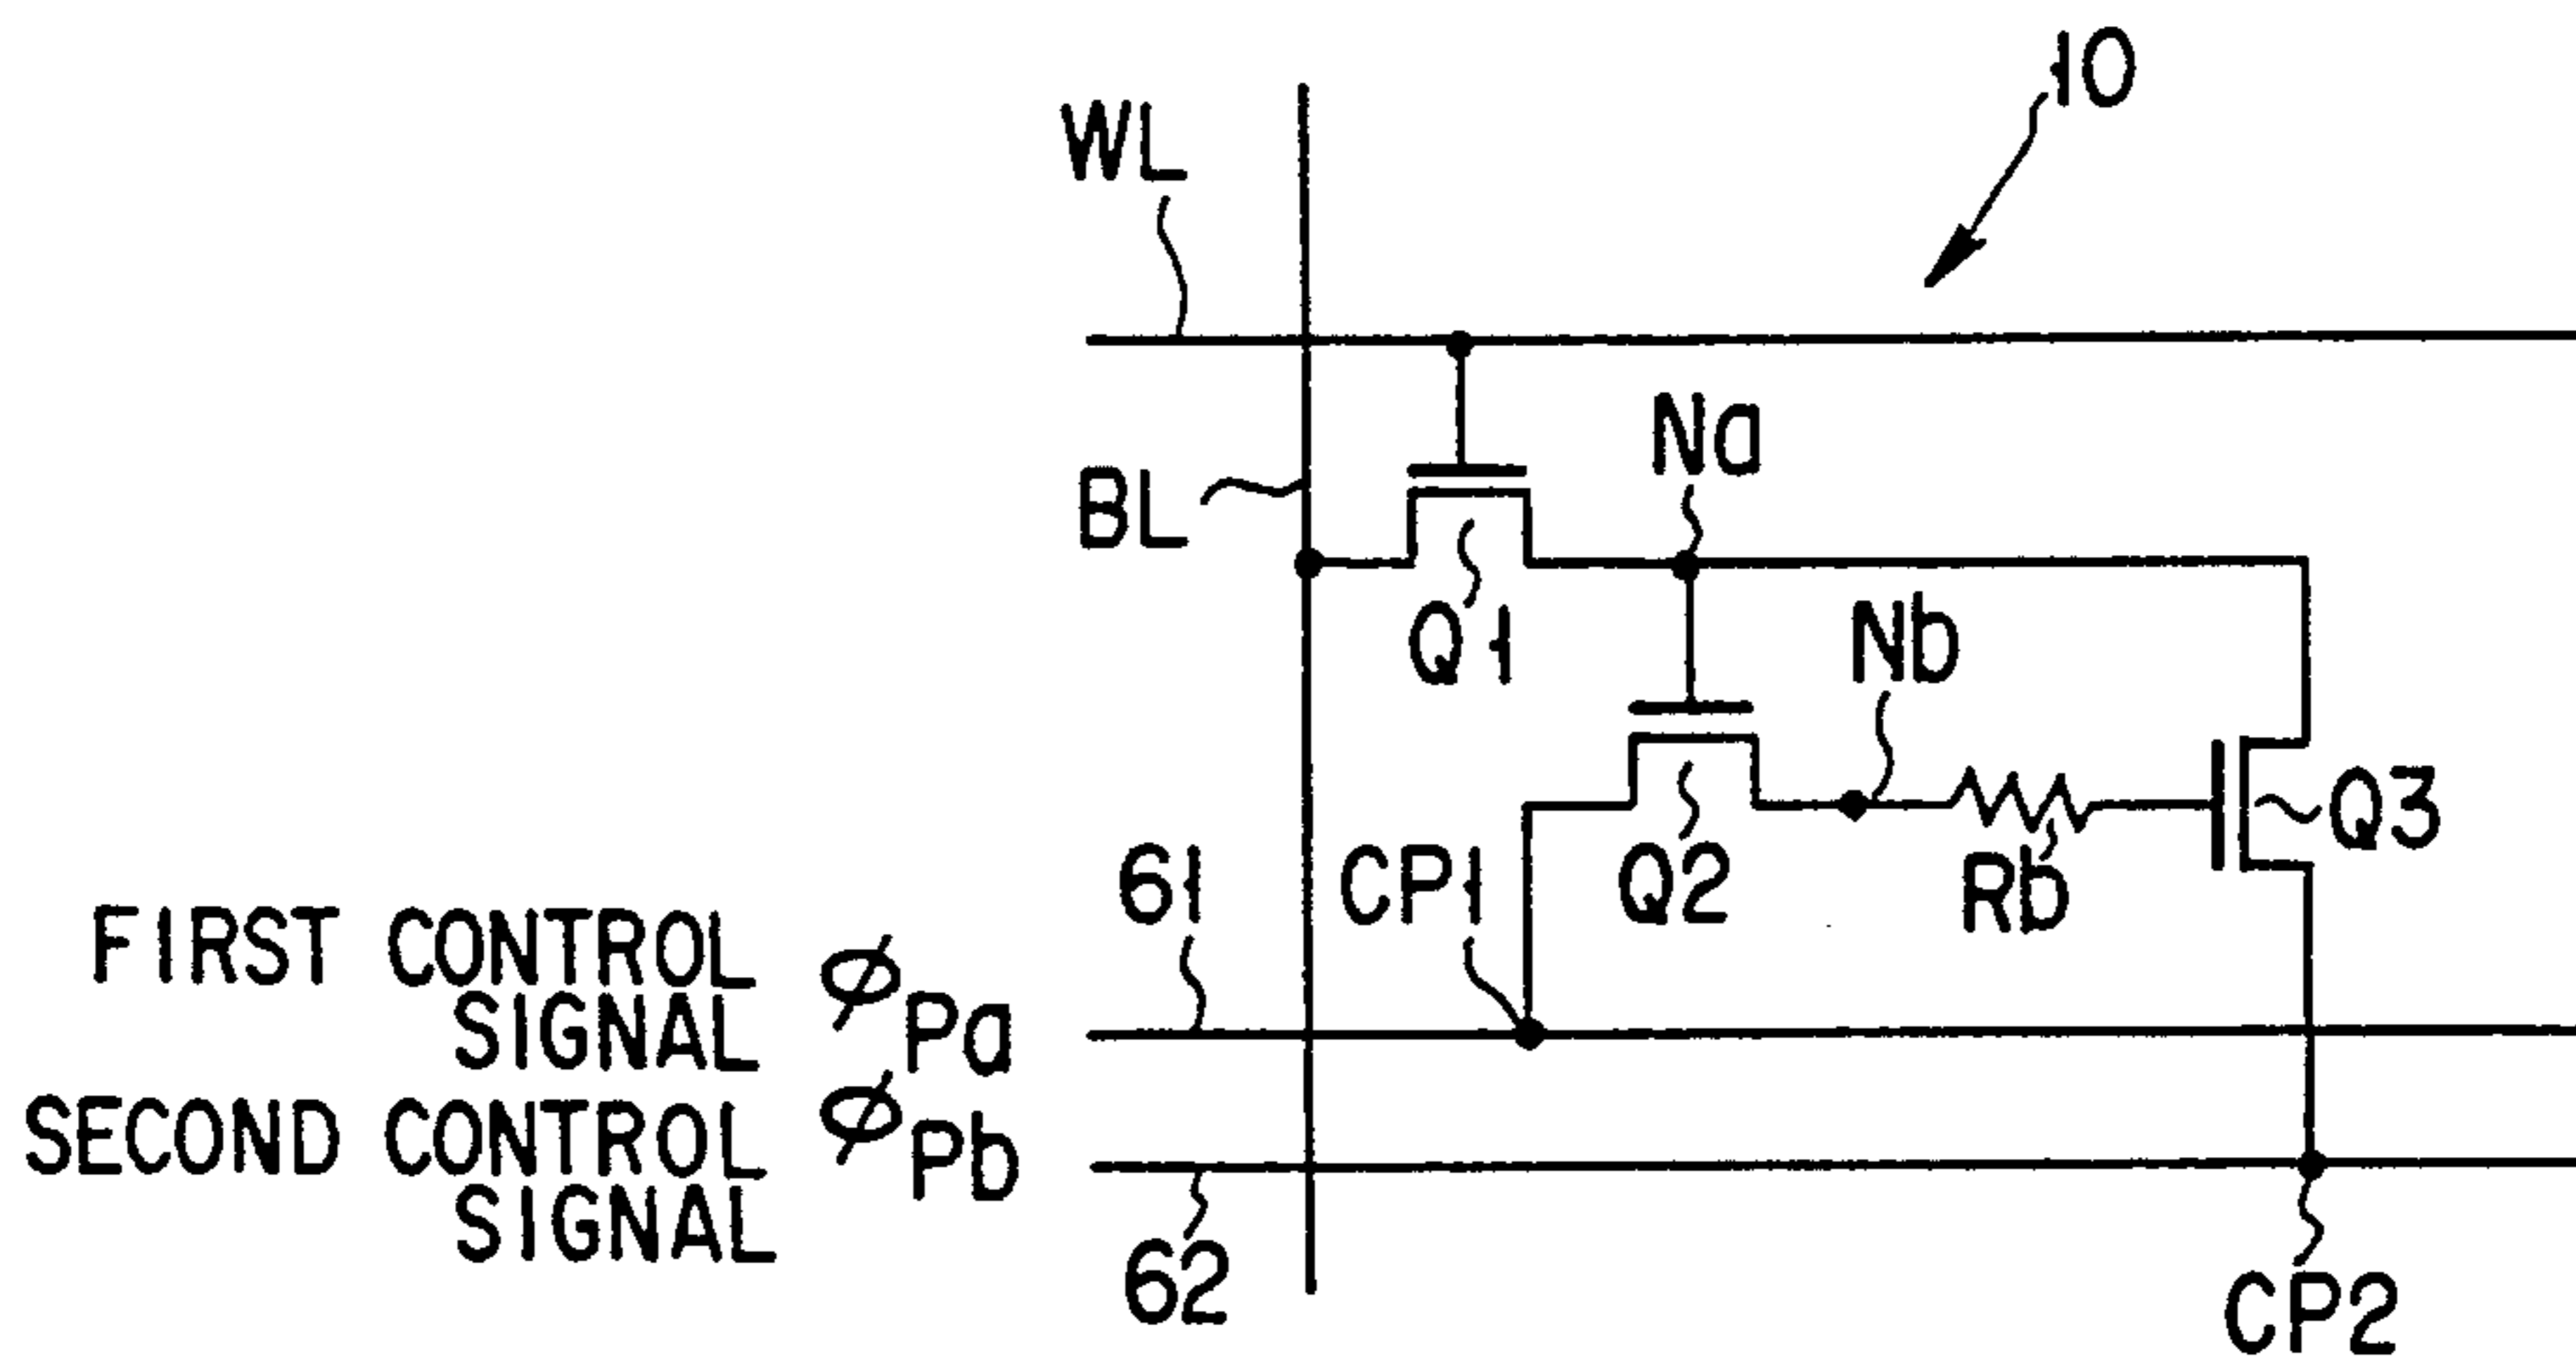 10
WL
Na
BL
Q1
Nb
Q3
61
CP1
Q2
Rb
FIRST CONTROL
SIGNAL
ϕPa
SECOND CONTROL
SIGNAL
ϕPb
62
CP2